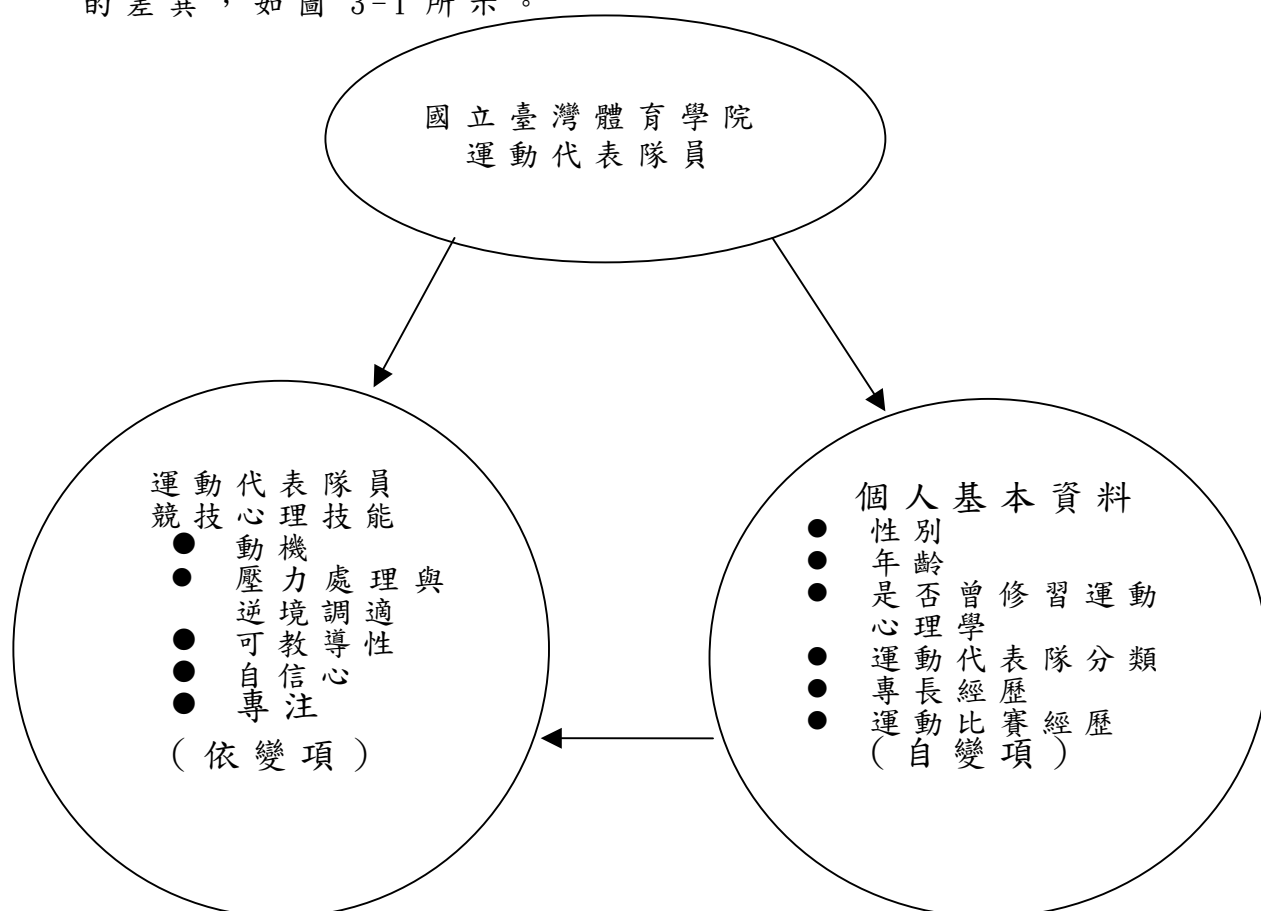 的差異，如圖 3-1 所示。
國立臺灣體育學院
運動代表隊員
運動代表隊員
競技心理技能
● 動機
● 壓力處理與
逆境調適
● 可教導性
● 自信心
● 專注
（依變項）
個人基本資料
● 性別
● 年齡
● 是否曾修習運動
心理學
● 運動代表隊分類
● 專長經歷
● 運動比賽經歷
（自變項）